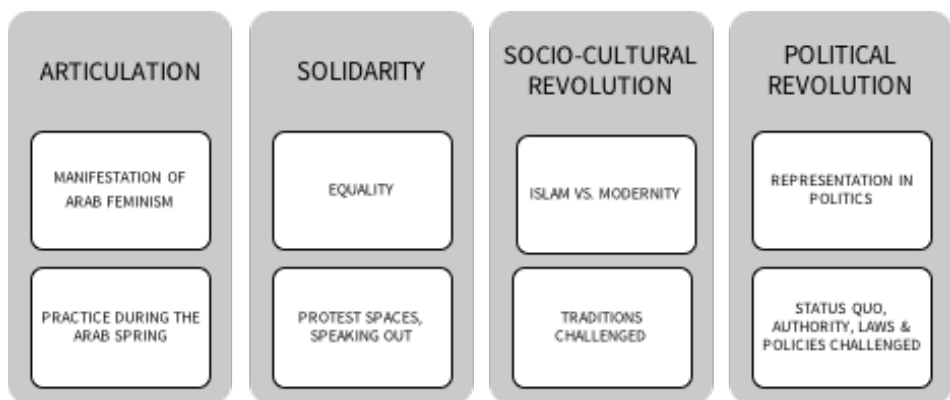 ARTICULATION
MANIFESTATION OF
ARAB FEMINISM
PRACTICE DURING THE
ARAB SPRING
SOLIDARITY
EQUALITY
PROTEST SPACES,
SPEAKING OUT
SOCIO-CULTURAL
REVOLUTION
ISLAM VS. MODERNITY
TRADITIONS
CHALLENGED
POLITICAL
REVOLUTION
REPRESENTATION IN
POLITICS
STATUS QUO,
AUTHORITY, LAWS &
POLICIES CHALLENGED